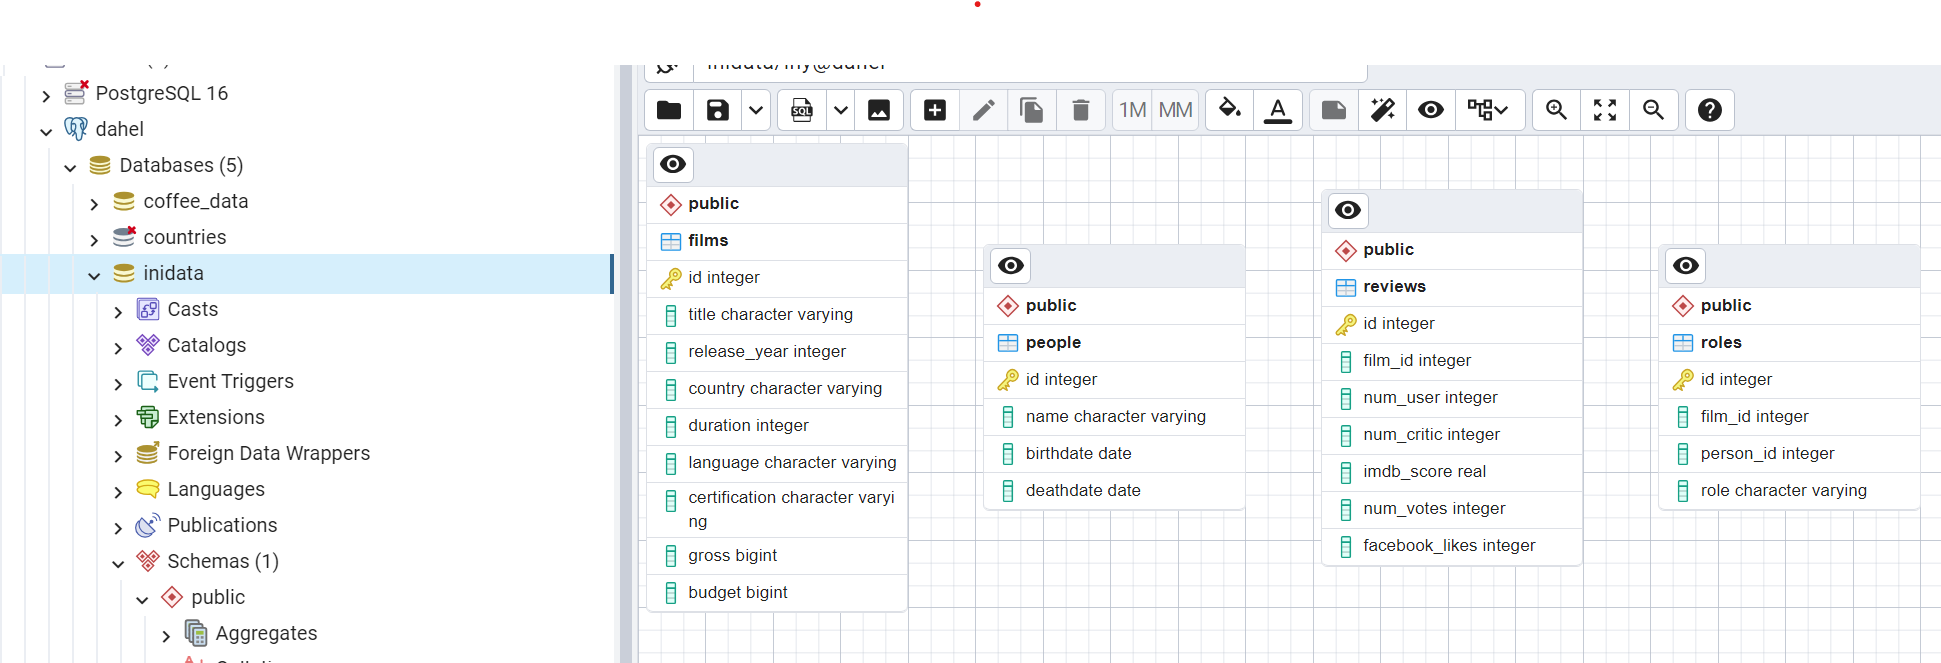 PostgreSQL 16
dahel
Databases (5)
coffee_data
countries
inidata
Casts
Catalogs
Event Triggers
Extensions
Foreign Data Wrappers
Languages
Publications
Schemas (1)
public
Aggregates
SQL
1M
MM
A
?
public
films
id integer
title character varying
release_year integer
country character varying
duration integer
language character varying
certification character varyi
ng
gross bigint
budget bigint
public
people
id integer
name character varying
birthdate date
deathdate date
public
reviews
id integer
film_id integer
num_user integer
num_critic integer
imdb_score real
num_votes integer
facebook_likes integer
public
roles
id integer
film_id integer
person_id integer
role character varying